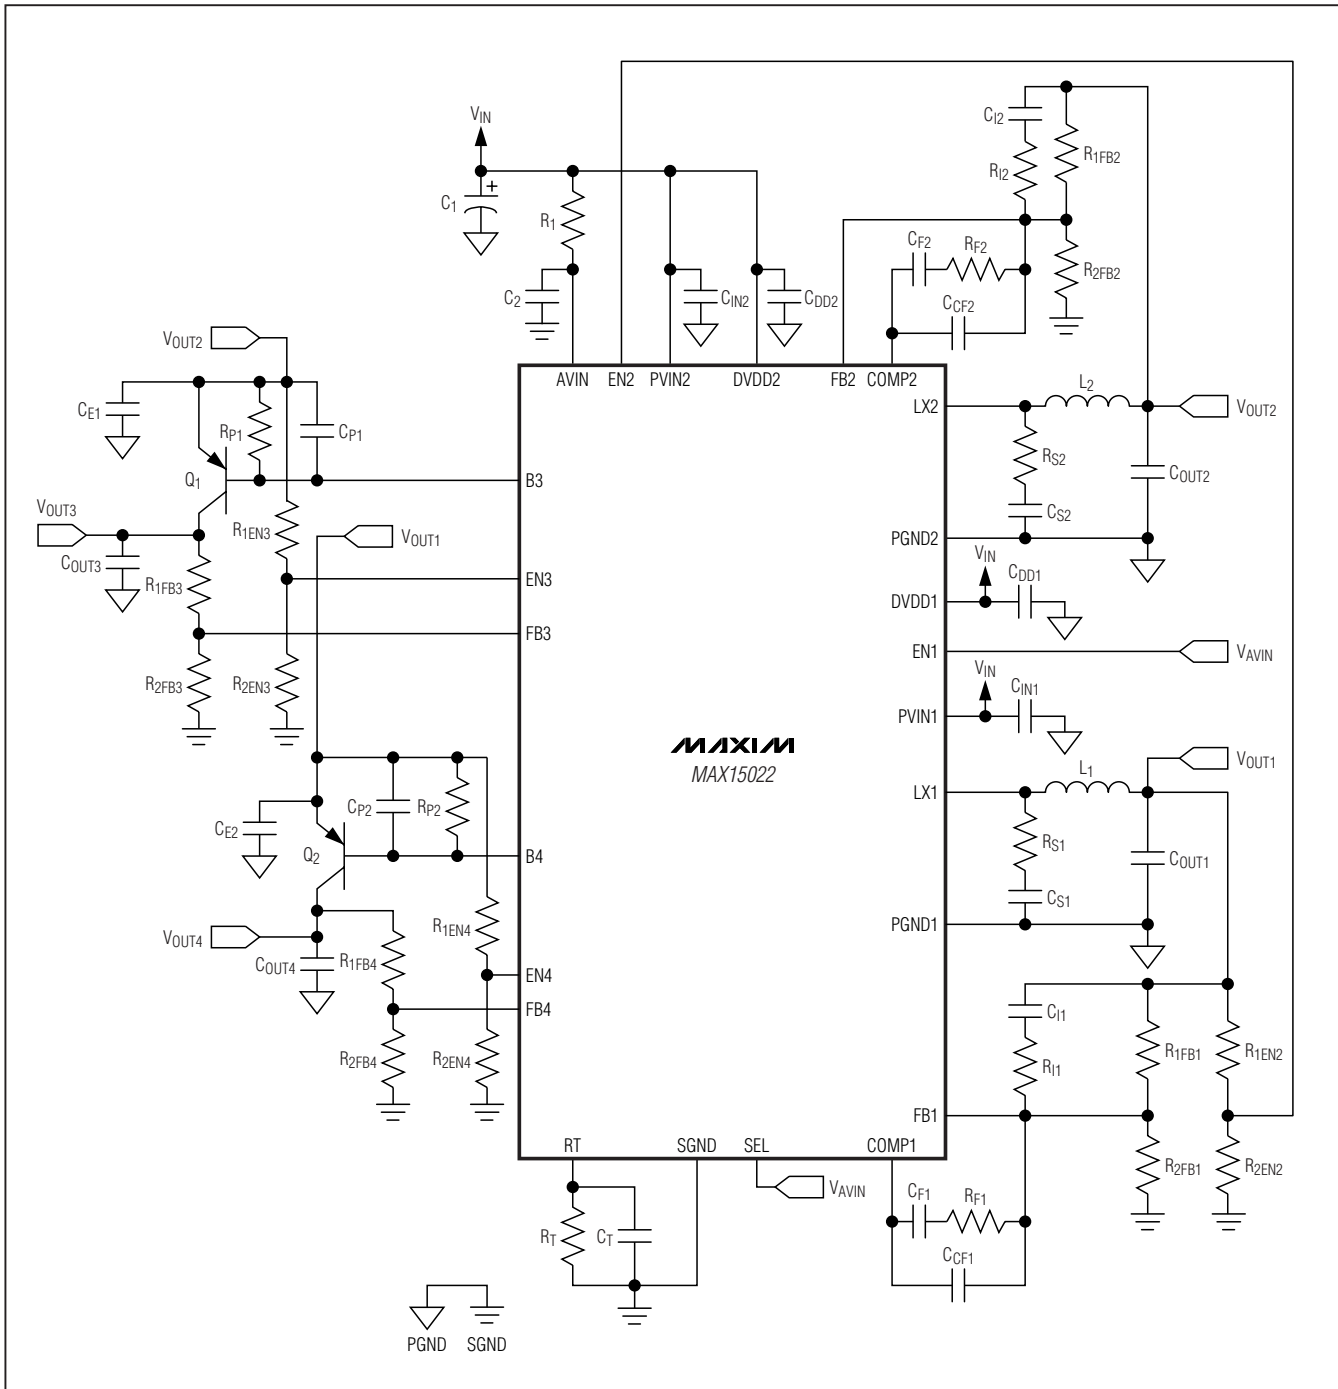 VIN
C1
R1
C2
CIN2
CDD2
CI2
RI2
R1FB2
CF2
RF2
R2FB2
CCF2
VOUT2
AVIN
EN2
PVIN2
DVDD2
FB2
COMP2
CE1
RP1
CP1
Q1
B3
LX2
L2
VOUT2
RS2
COUT2
CS2
PGND2
VOUT3
R1EN3
VOUT1
COUT3
R1FB3
EN3
FB3
R2FB3
R2EN3
VIN
CDD1
DVDD1
EN1
VAVIN
VIN
CIN1
PVIN1
MAXIM
MAX15022
VOUT1
LX1
L1
CP2
RP2
CE2
Q2
B4
RS1
COUT1
CS1
PGND1
R1EN4
VOUT4
COUT4
R1FB4
EN4
FB4
R2FB4
R2EN4
CI1
RI1
R1FB1
R1EN2
FB1
RT
SGND
SEL
COMP1
R2FB1
R2EN2
VAVIN
CF1
RF1
RT
CT
CCF1
PGND
SGND